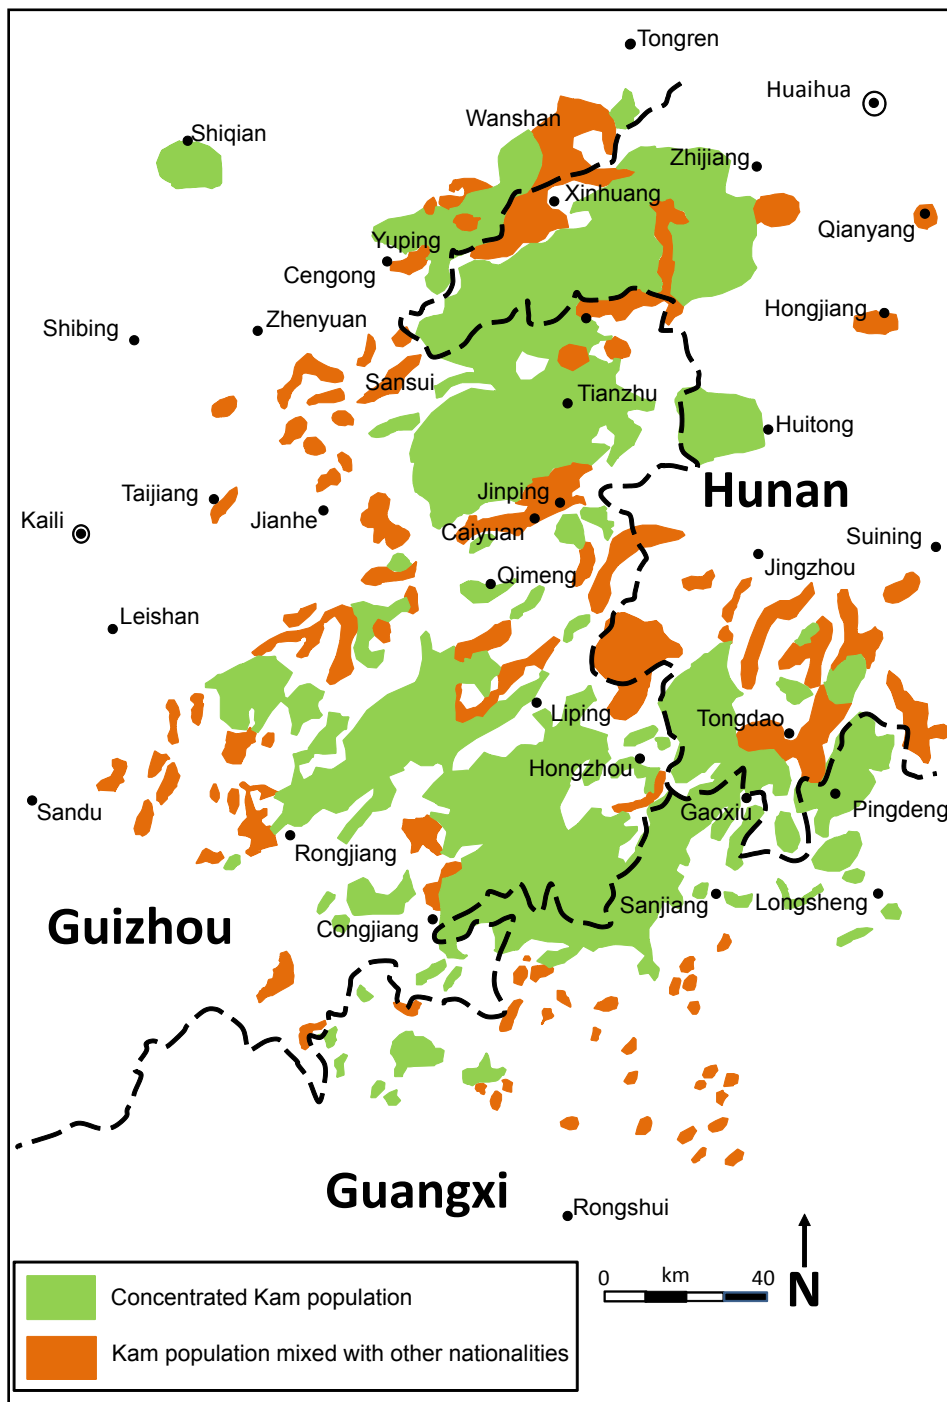 Tongren
Huaihua
Wanshan
Shiqian
Zhijiang
Xinhuang
Qianyang
Yuping
Cengong
Hongjiang
Zhenyuan
Shibing
Sansui
Tianzhu
Huitong
Hunan
Taijiang
Jinping
Kaili
Jianhe
Caiyuan
Suining
Jingzhou
Qimeng
Leishan
Liping
Tongdao
Hongzhou
Sandu
Gaoxiu
Pingdeng
Rongjiang
Sanjiang
Longsheng
Guizhou
Congjiang
Guangxi
Rongshui
0 km 40
N
Concentrated Kam population
Kam population mixed with other nationalities